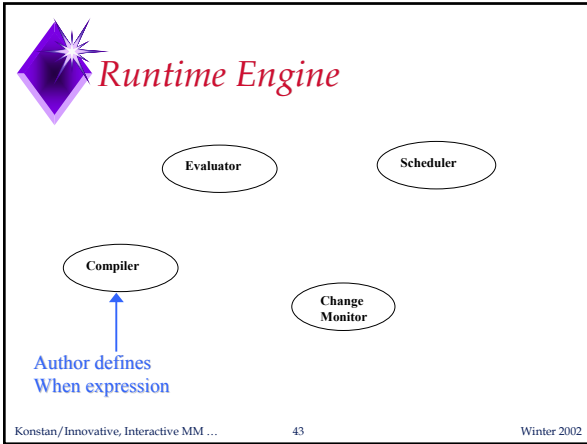 Runtime Engine
Evaluator
Scheduler
Compiler
Change
Monitor
Author defines
When expression
Konstan/Innovative, Interactive MM …
43
Winter 2002